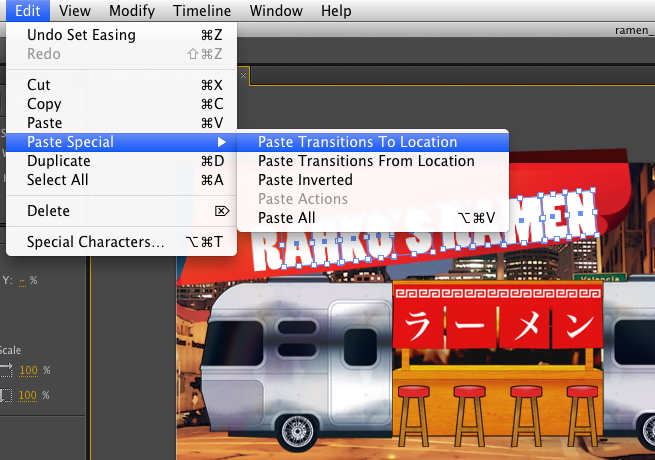 Edit View Modify Timeline Window Help
ramen_
Undo Set Easing ⌘Z
Redo ⇧⌘Z
×
Cut ⌘X
Copy ⌘C
Paste ⌘V
Paste Special ▶
Paste Transitions To Location
Duplicate ⌘D
Paste Transitions From Location
Select All ⌘A
Paste Inverted
Paste Actions
Delete ⌦
Paste All ⌥⌘V
Special Characters... ⌥⌘T
RAHKU'S RAMEN
Y: - %
Valencia
ラーメン
Scale
100 %
100 %